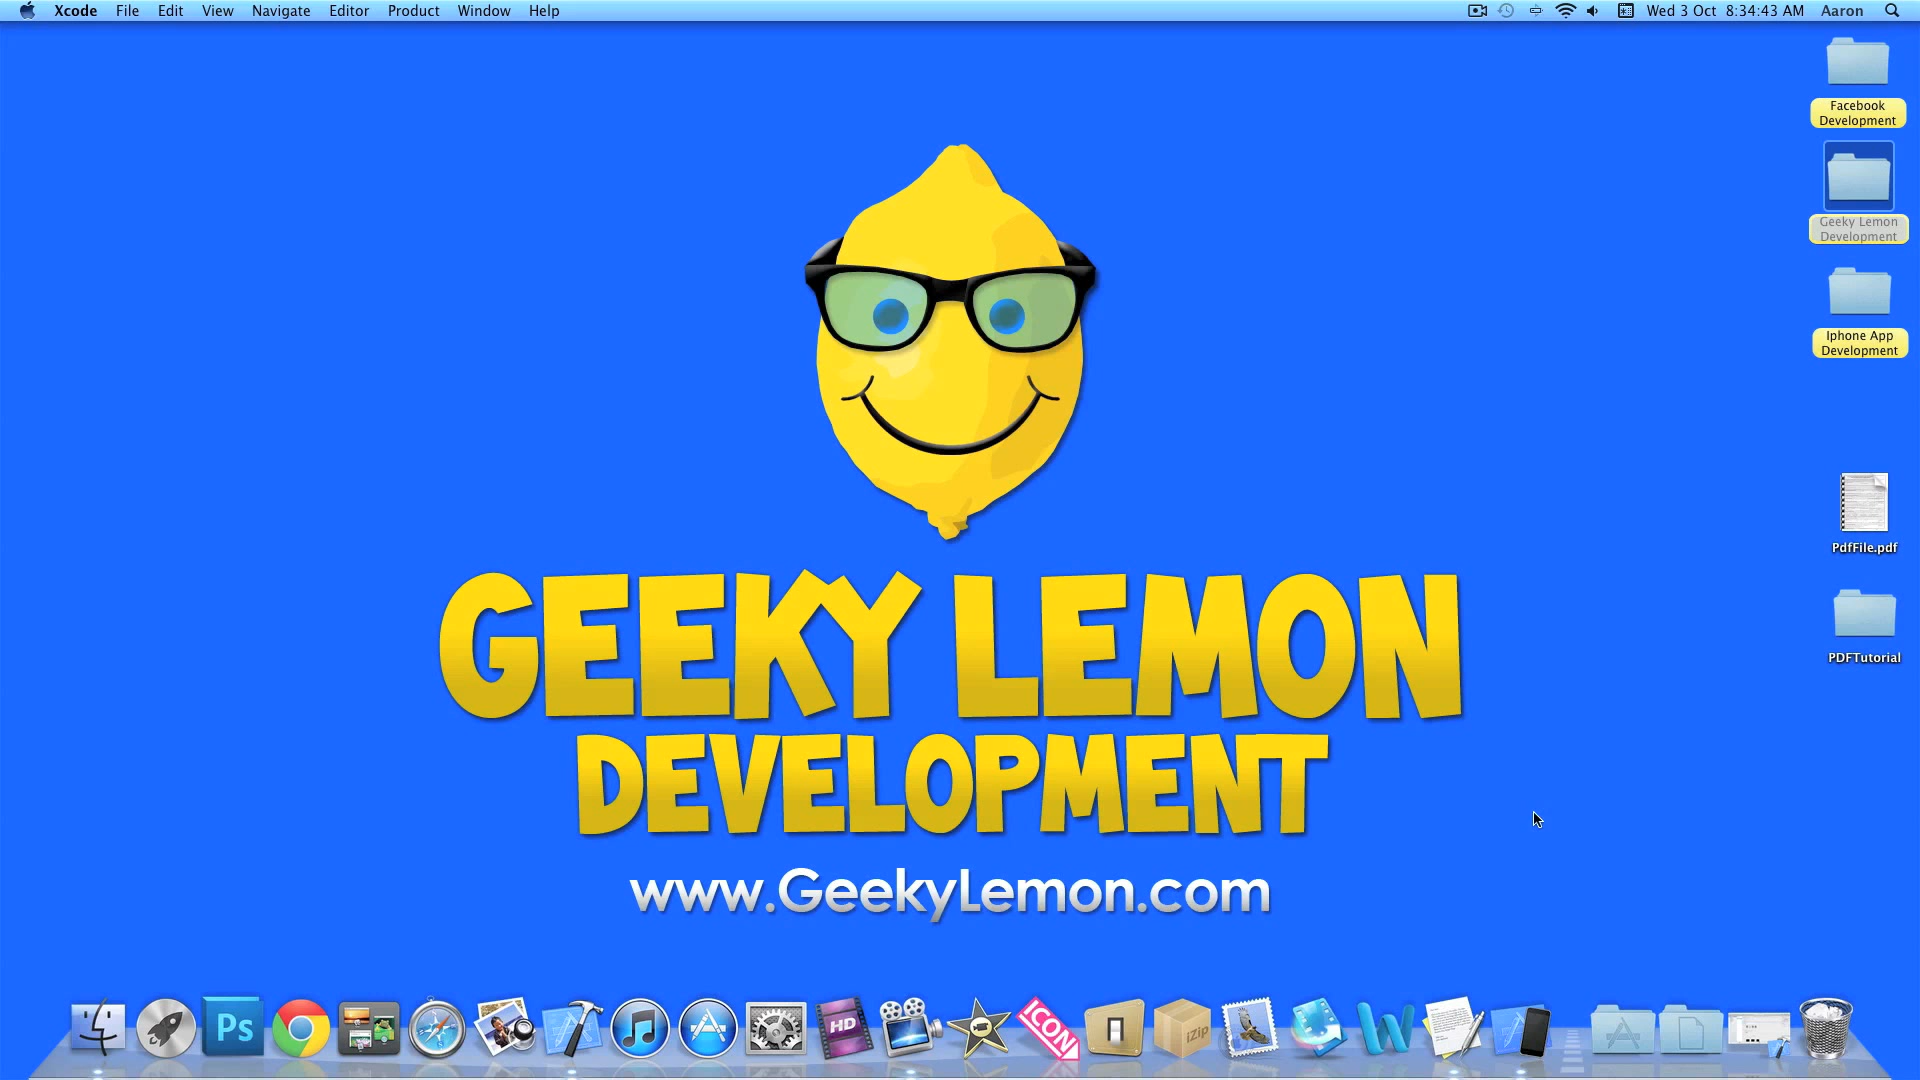 Xcode File Edit View Navigate Editor Product Window Help
Wed 3 Oct 8:34:43 AM Aaron
Facebook
Development
Geeky Lemon
Development
Iphone App
Development
PdfFile.pdf
PDFTutorial
GEEKY LEMON
DEVELOPMENT
www.GeekyLemon.com
Ps
HD
ICON
iZip
W